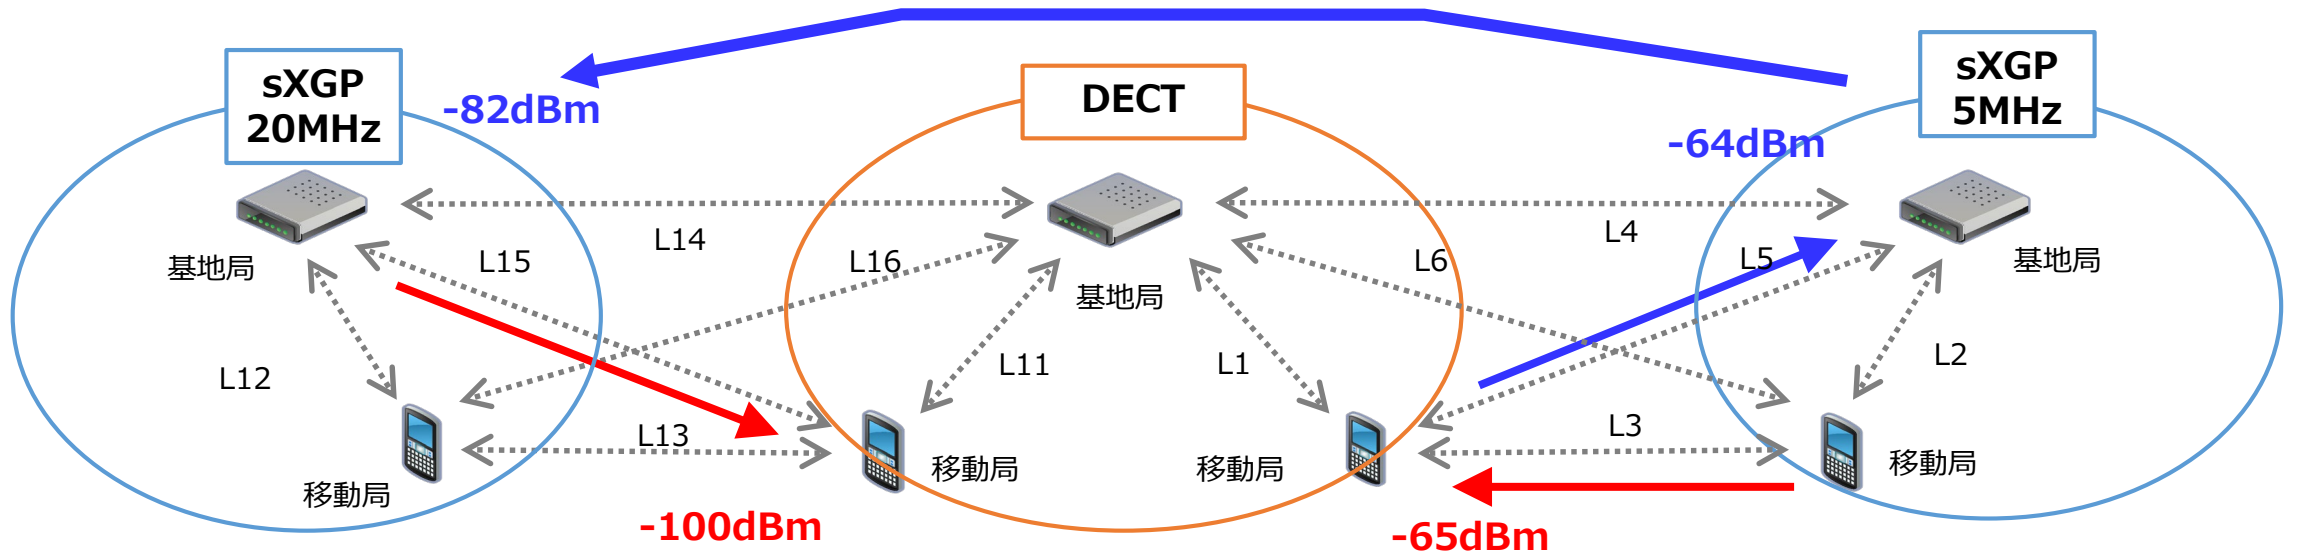 sXGP
20MHz
-82dBm
DECT
sXGP
5MHz
-64dBm
L14
L4
L15
L16
L6
L5
基地局
基地局
基地局
L12
L11
L1
L2
L13
L3
移動局
移動局
移動局
移動局
-100dBm
-65dBm